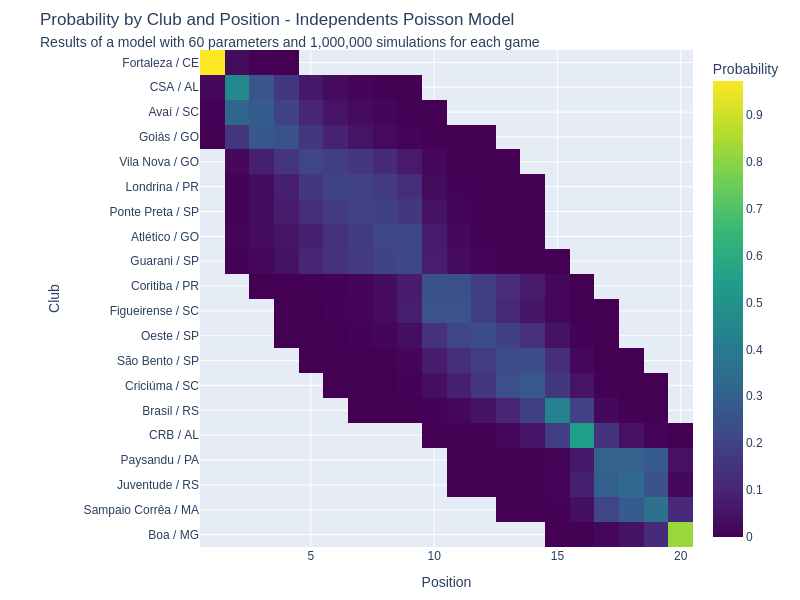 Probability by Club and Position - Independents Poisson Model
Results of a model with 60 parameters and 1,000,000 simulations for each game
Probability
Club
Fortaleza / CE
CSA / AL
Avaí / SC
Goiás / GO
Vila Nova / GO
Londrina / PR
Ponte Preta / SP
Atlético / GO
Guarani / SP
Coritiba / PR
Figueirense / SC
Oeste / SP
São Bento / SP
Criciúma / SC
Brasil / RS
CRB / AL
Paysandu / PA
Juventude / RS
Sampaio Corrêa / MA
Boa / MG
0.9
0.8
0.7
0.6
0.5
0.4
0.3
0.2
0.1
0
5 10 15 20
Position